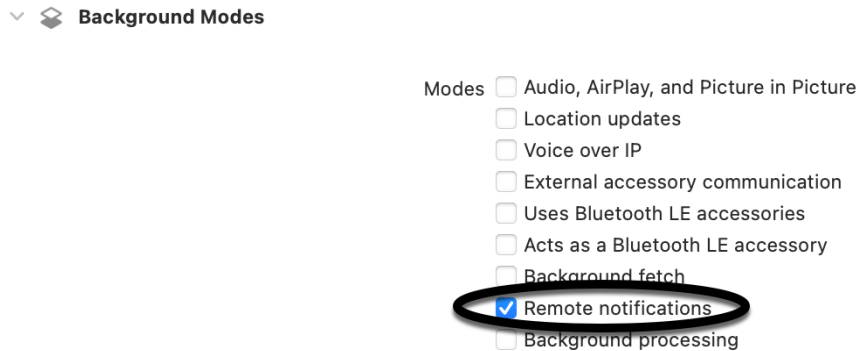 Background Modes
Modes Audio, AirPlay, and Picture in Picture
Location updates
Voice over IP
External accessory communication
Uses Bluetooth LE accessories
Acts as a Bluetooth LE accessory
Background fetch
Remote notifications
Background processing